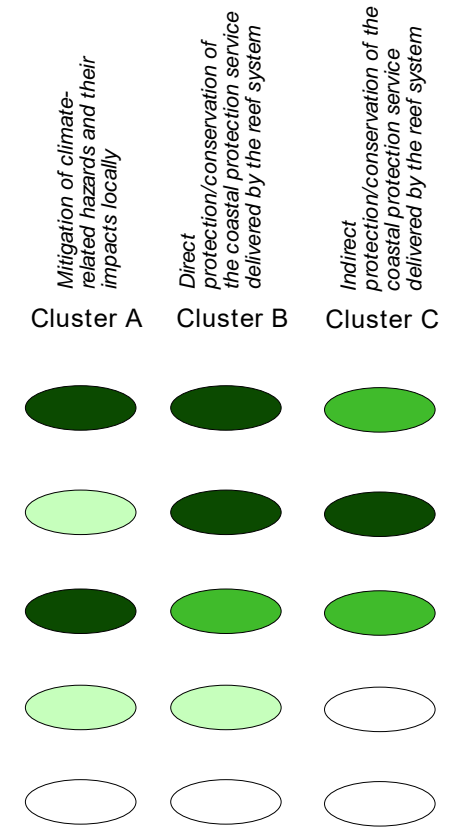 Mitigation of climate-
related hazards and their
impacts locally
Direct
protection/conservation of
the coastal protection service
delivered by the reef system
Indirect
protection/conservation of the
coastal protection service
delivered by the reef system
Cluster A
Cluster B
Cluster C